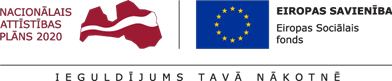 NACIONĀLAIS
ATTĪSTĪBAS
PLĀNS 2020
EIROPAS SAVIENĪBA
Eiropas Sociālais
fonds
IEGULDĪJUMS TAVĀ NĀKOTNĒ